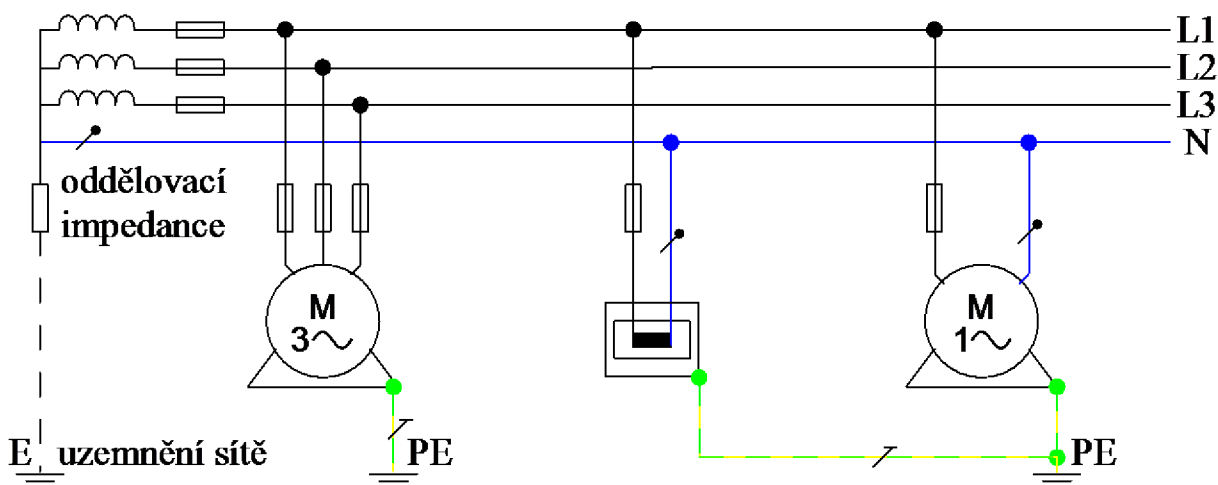 L1
L2
L3
N
oddělovací
impedance
M
3
M
1
E uzemnění sítě
PE
PE